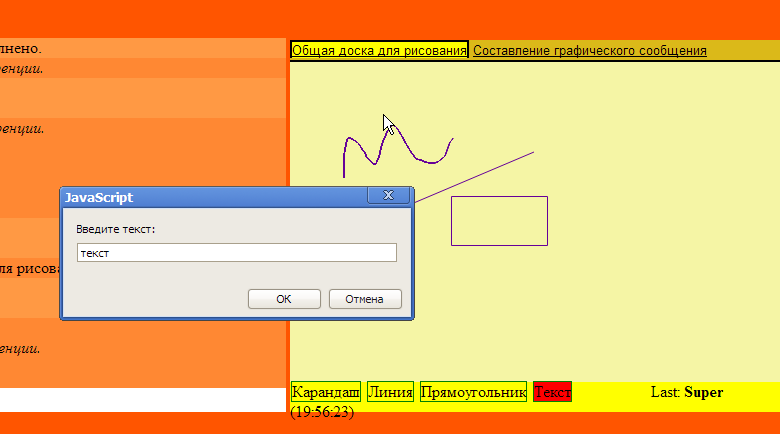 лнено.
ренции.
ренции.
ля рисова
енции.
Общая доска для рисования Составление графического сообщения
JavaScript
Введите текст:
текст
OK Отмена
Карандаш Линия Прямоугольник Текст Last: Super
(19:56:23)